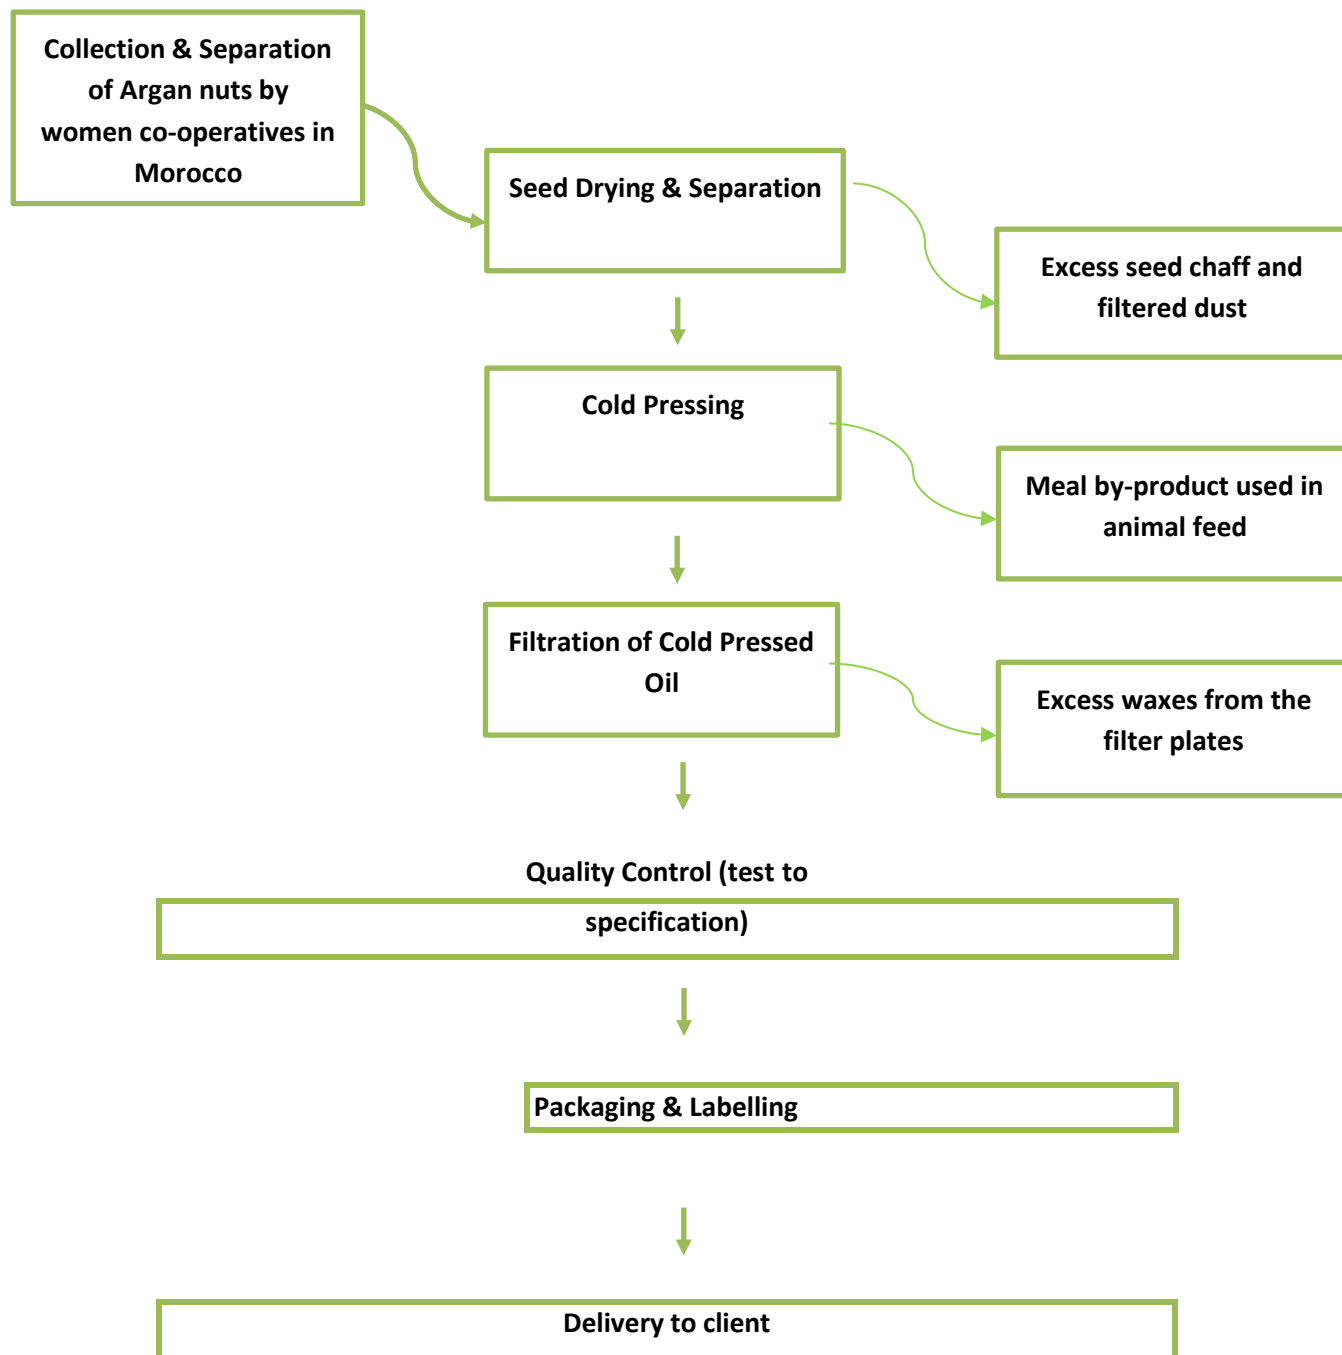 Collection & Separation
of Argan nuts by
women co-operatives in
Morocco
Seed Drying & Separation
Excess seed chaff and
filtered dust
Cold Pressing
Meal by-product used in
animal feed
Filtration of Cold Pressed
Oil
Excess waxes from the
filter plates
Quality Control (test to
specification)
Packaging & Labelling
Delivery to client